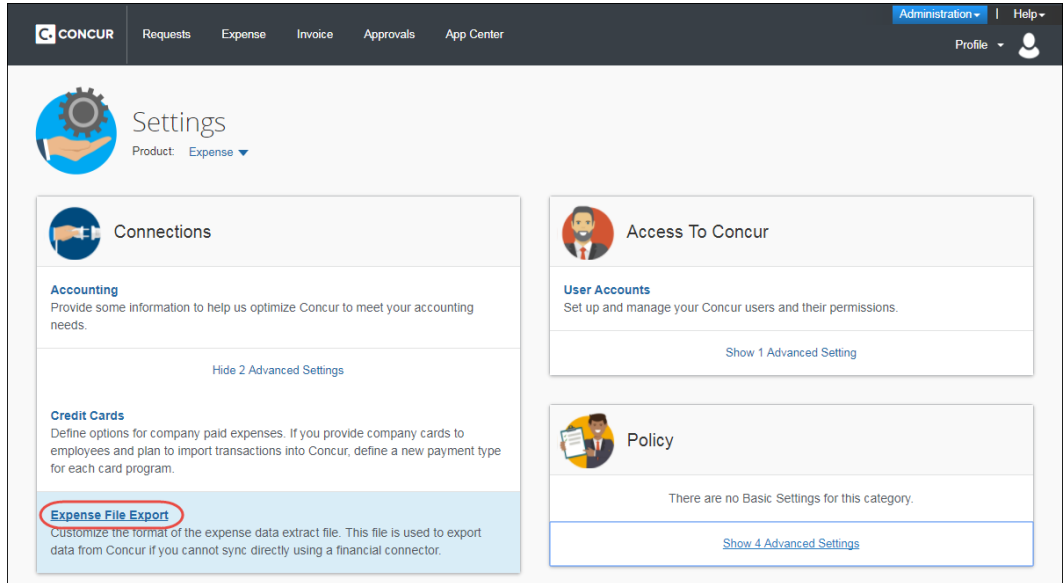 Administration | Help
C. CONCUR Requests Expense Invoice Approvals App Center
Profile
Settings
Product: Expense
Connections
Accounting
Provide some information to help us optimize Concur to meet your accounting
needs.
Hide 2 Advanced Settings
Credit Cards
Define options for company paid expenses. If you provide company cards to
employees and plan to import transactions into Concur, define a new payment type
for each card program.
Expense File Export
Customize the format of the expense data extract file. This file is used to export
data from Concur if you cannot sync directly using a financial connector.
Access To Concur
User Accounts
Set up and manage your Concur users and their permissions.
Show 1 Advanced Setting
Policy
There are no Basic Settings for this category.
Show 4 Advanced Settings